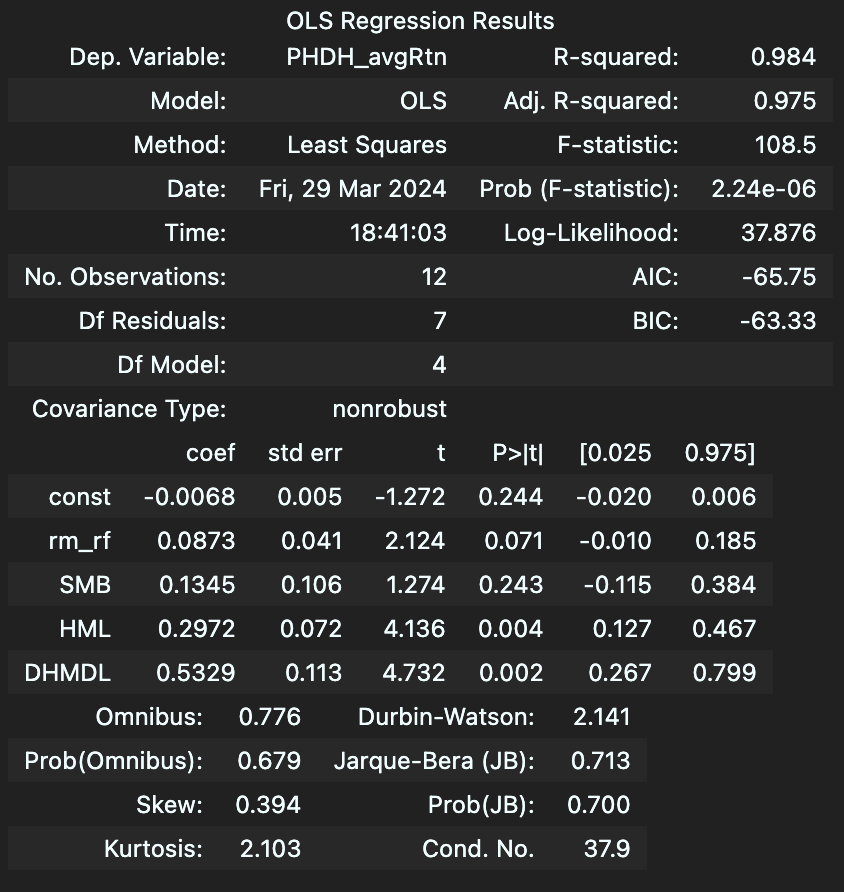 OLS Regression Results
Dep. Variable: PHDH_avgRtn R-squared: 0.984
Model: OLS Adj. R-squared: 0.975
Method: Least Squares F-statistic: 108.5
Date: Fri, 29 Mar 2024 Prob (F-statistic): 2.24e-06
Time: 18:41:03 Log-Likelihood: 37.876
No. Observations: 12 AIC: -65.75
Df Residuals: 7 BIC: -63.33
Df Model: 4
Covariance Type: nonrobust
coef std err t P>|t| [0.025 0.975]
const -0.0068 0.005 -1.272 0.244 -0.020 0.006
rm_rf 0.0873 0.041 2.124 0.071 -0.010 0.185
SMB 0.1345 0.106 1.274 0.243 -0.115 0.384
HML 0.2972 0.072 4.136 0.004 0.127 0.467
DHMDL 0.5329 0.113 4.732 0.002 0.267 0.799
Omnibus: 0.776 Durbin-Watson: 2.141
Prob(Omnibus): 0.679 Jarque-Bera (JB): 0.713
Skew: 0.394 Prob(JB): 0.700
Kurtosis: 2.103 Cond. No. 37.9